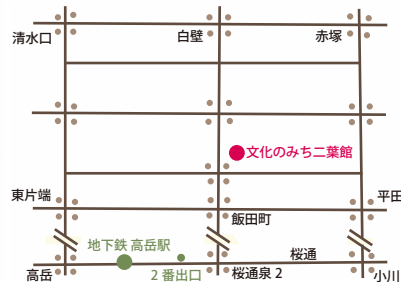 清水口
白壁
赤塚
文化のみち二葉館
東片端
平田
飯田町
地下鉄 高岳駅
桜通
高岳
2 番出口
桜通泉 2
小川